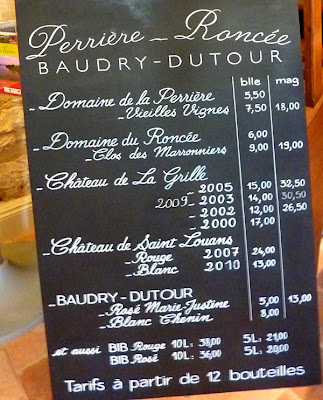 Perrière - Roncée
BAUDRY-DUTOUR
blle mag
- Domaine de la Perrière 5,50
- Vieilles Vignes 7,50 18,00
- Domaine du Roncée 6,00
- Clos des Marronniers 9,00 19,00
- Château de La Grille
- 2005 15,00 32,50
2009 - 2003 14,00 30,50
- 2002 12,00 26,50
- 2000 17,00
- Château de Saint Louans
- Rouge 2007 24,00
- Blanc 2010 13,00
- BAUDRY-DUTOUR
- Rosé Marie Justine 5,00 13,00
- Blanc Chenin 8,00
et aussi BIB Rouge 10L: 38,00 5L: 21,00
BIB Rosé 10L: 36,00 5L: 20,00
Tarifs à partir de 12 bouteilles